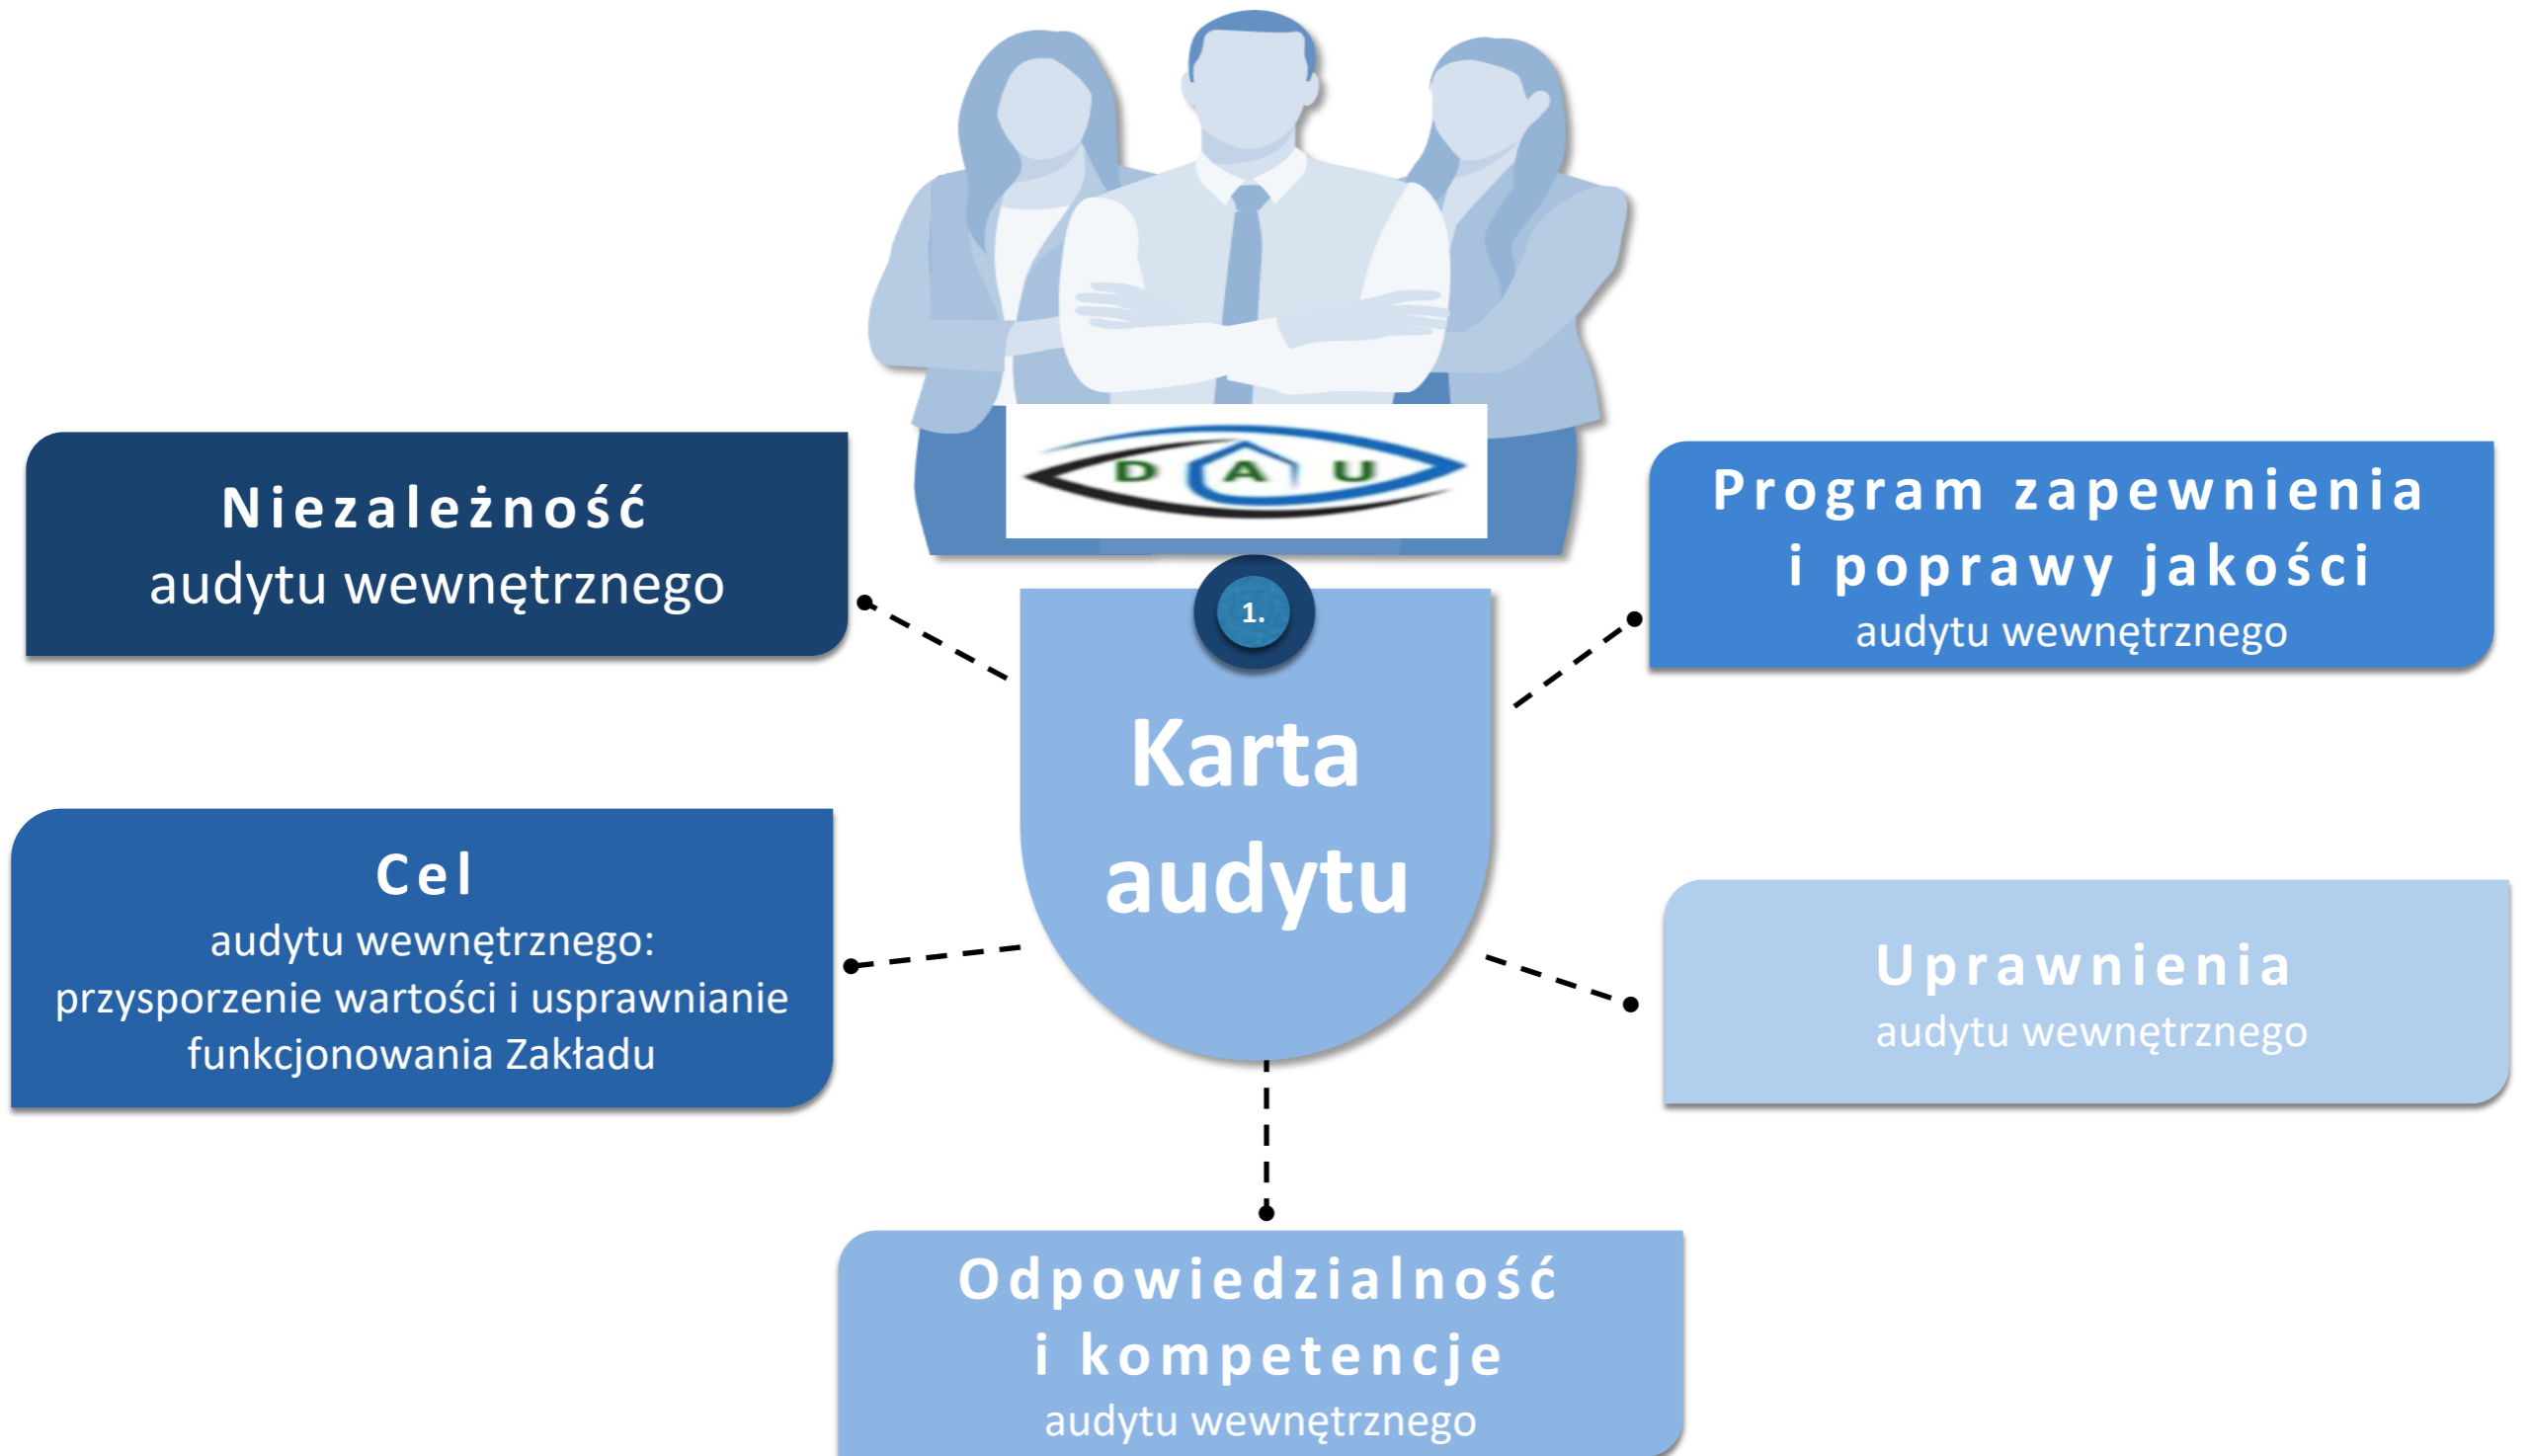 D A U
1.
Karta
audytu
Niezależność
audytu wewnętrznego
Cel
audytu wewnętrznego:
przysporzenie wartości i usprawnianie
funkcjonowania Zakładu
Odpowiedzialność
i kompetencje
audytu wewnętrznego
Program zapewnienia
i poprawy jakości
audytu wewnętrznego
Uprawnienia
audytu wewnętrznego